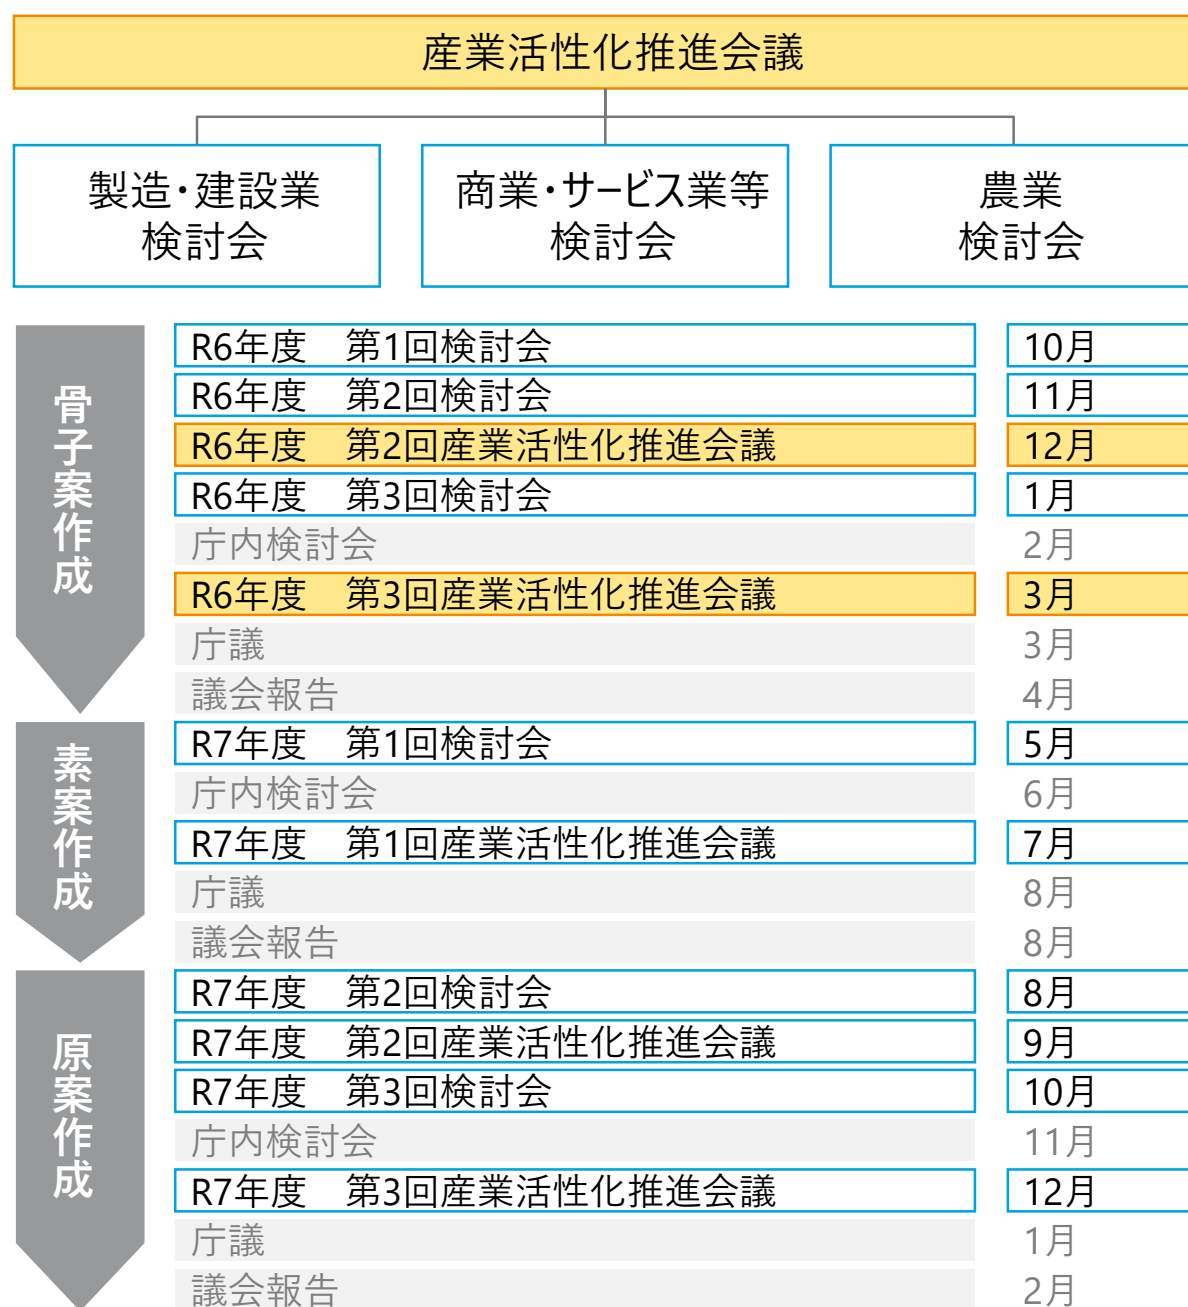 産業活性化推進会議
製造・建設業
検討会
商業・サービス業等
検討会
農業
検討会
骨子案作成
R6年度　第1回検討会　10月
R6年度　第2回検討会　11月
R6年度　第2回産業活性化推進会議　12月
R6年度　第3回検討会　1月
庁内検討会　2月
R6年度　第3回産業活性化推進会議　3月
庁議　3月
議会報告　4月
素案作成
R7年度　第1回検討会　5月
庁内検討会　6月
R7年度　第1回産業活性化推進会議　7月
庁議　8月
議会報告　8月
原案作成
R7年度　第2回検討会　8月
R7年度　第2回産業活性化推進会議　9月
R7年度　第3回検討会　10月
庁内検討会　11月
R7年度　第3回産業活性化推進会議　12月
庁議　1月
議会報告　2月